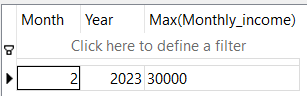 Month Year Max(Monthly_income)
Click here to define a filter
2 2023 30000